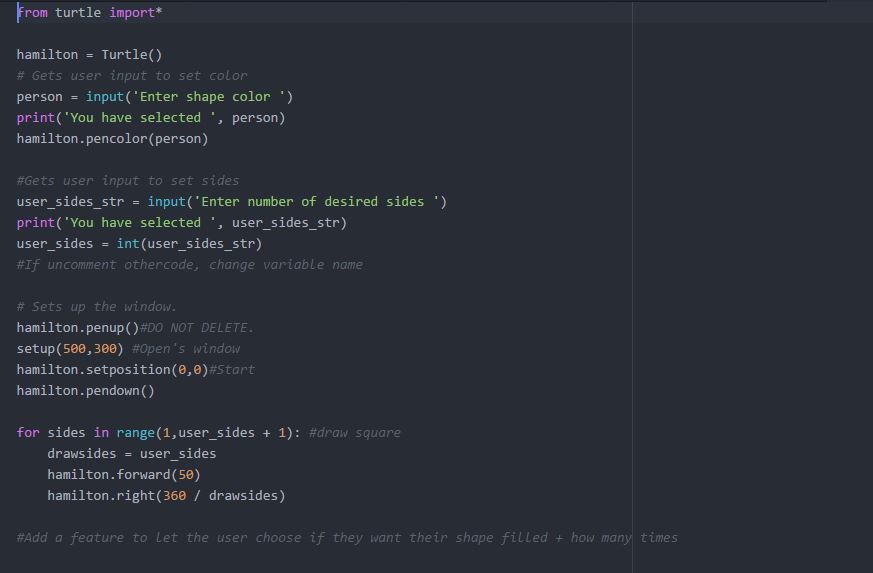 from turtle import*
hamilton = Turtle()
# Gets user input to set color
person = input('Enter shape color ')
print('You have selected ', person)
hamilton.pencolor(person)
#Gets user input to set sides
user_sides_str = input('Enter number of desired sides ')
print('You have selected ', user_sides_str)
user_sides = int(user_sides_str)
#If uncomment othercode, change variable name
# Sets up the window.
hamilton.penup()#DO NOT DELETE.
setup(500,300) #Open's window
hamilton.setposition(0,0)#Start
hamilton.pendown()
for sides in range(1,user_sides + 1): #draw square
    drawsides = user_sides
    hamilton.forward(50)
    hamilton.right(360 / drawsides)
#Add a feature to let the user choose if they want their shape filled + how many times